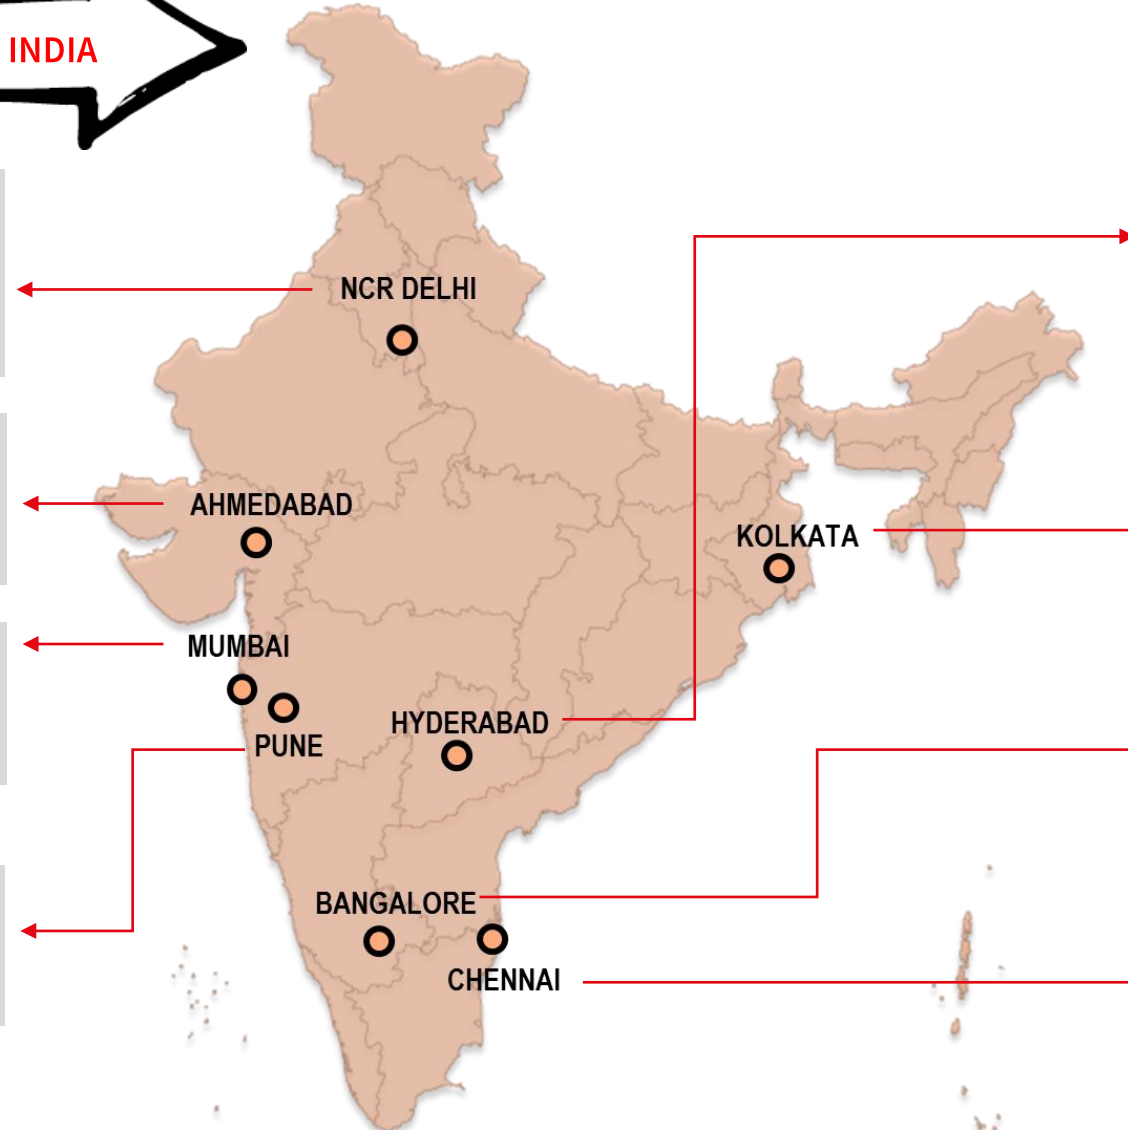 INDIA
NCR DELHI
AHMEDABAD
KOLKATA
MUMBAI
HYDERABAD
PUNE
BANGALORE
CHENNAI